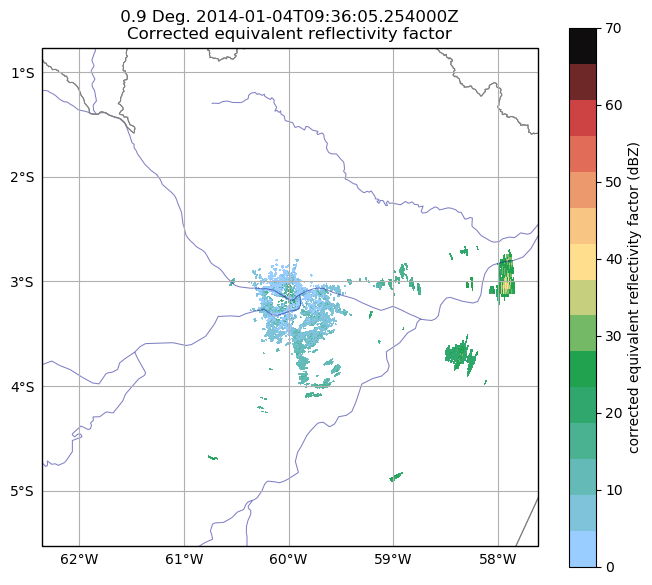 0.9 Deg. 2014-01-04T09:36:05.254000Z
Corrected equivalent reflectivity factor
1°S
2°S
3°S
4°S
5°S
62°W 61°W 60°W 59°W 58°W
70
60
50
40
30
20
10
0
corrected equivalent reflectivity factor (dBZ)